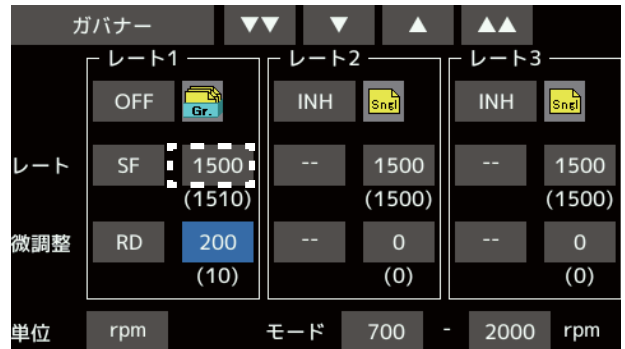 ガバナー ▼▼ ▼ ▲ ▲▲
レート1 レート2 レート3
OFF Gr. INH Sngl INH Sngl
レート SF 1500 -- 1500 -- 1500
(1510) (1500) (1500)
微調整 RD 200 -- 0 -- 0
(10) (0) (0)
単位 rpm モード 700 - 2000 rpm